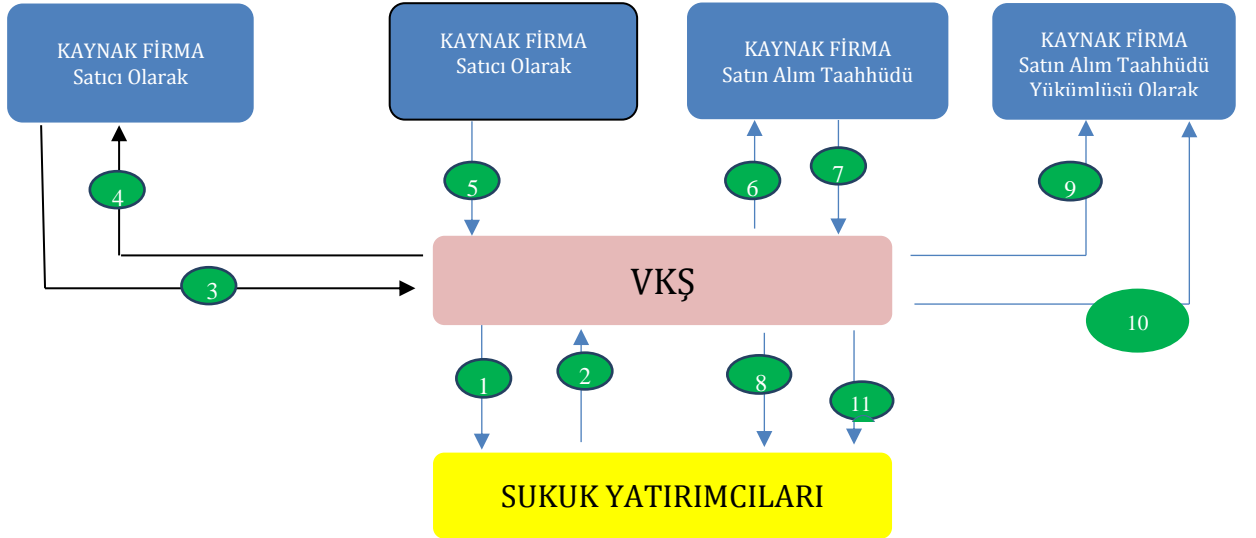 KAYNAK FİRMA
Satıcı Olarak
KAYNAK FİRMA
Satıcı Olarak
KAYNAK FİRMA
Satın Alım Taahhüdü
KAYNAK FİRMA
Satın Alım Taahhüdü
Yükümlüsü Olarak
4
5
6
7
9
3
VKŞ
10
1
2
8
11
SUKUK YATIRIMCILARI